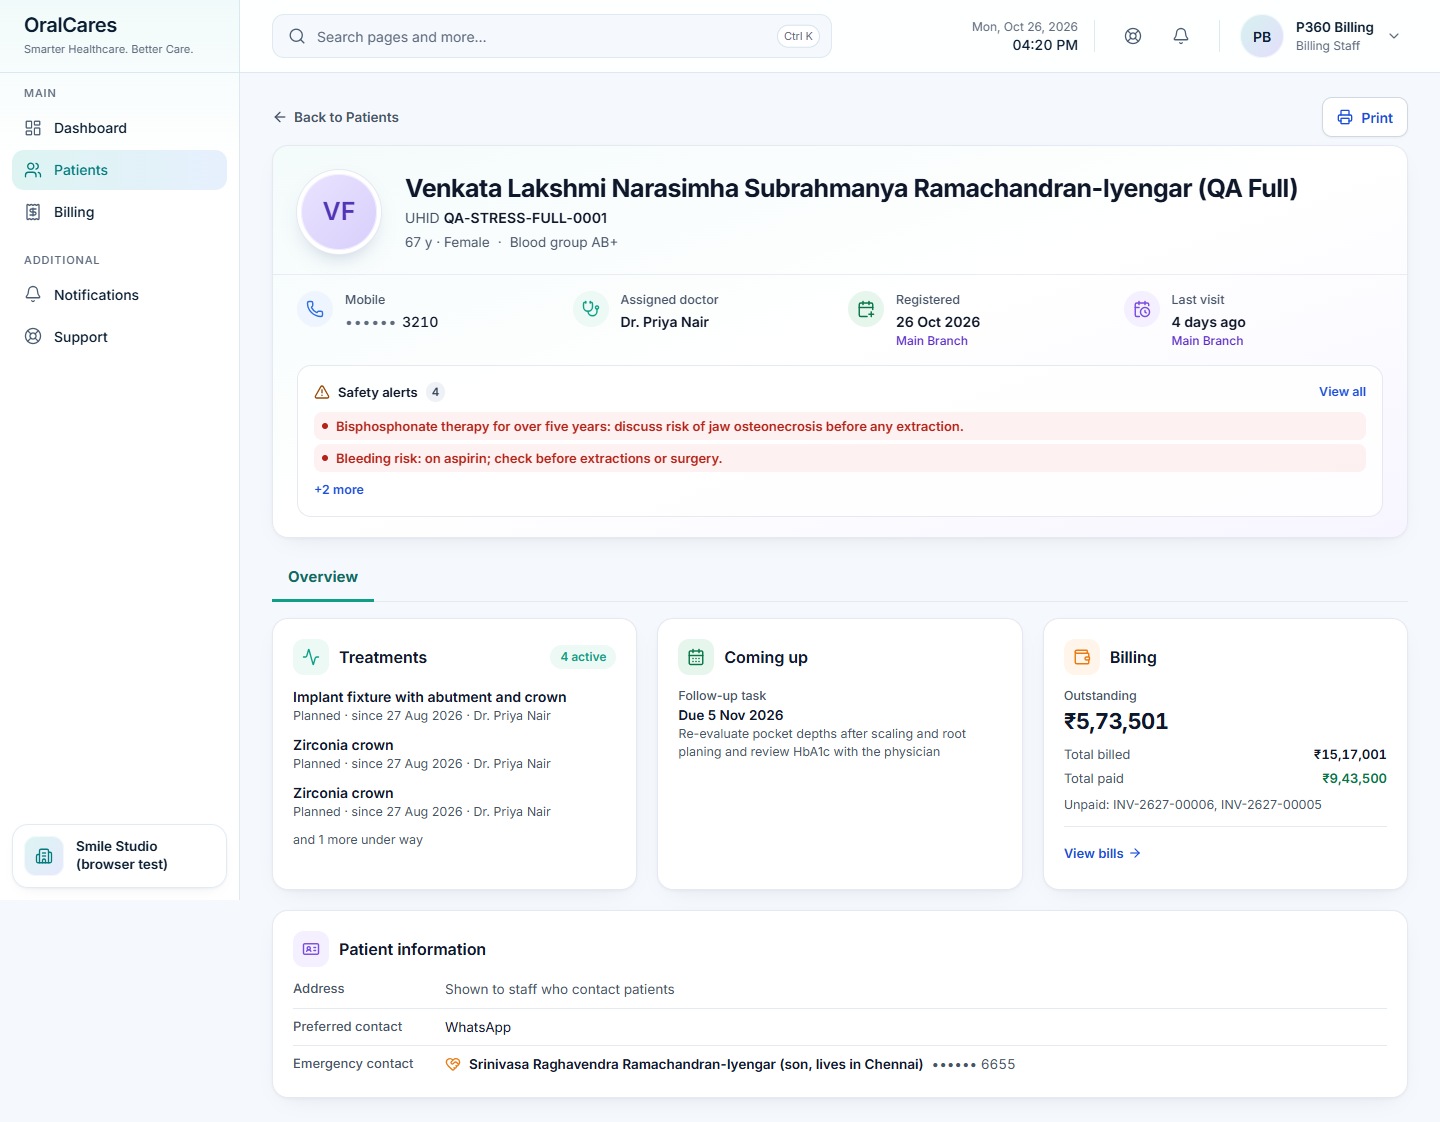 OralCares
Smarter Healthcare. Better Care.
Search pages and more...
Ctrl K
Mon, Oct 26, 2026
04:20 PM
PB
P360 Billing
Billing Staff
MAIN
Dashboard
Patients
Billing
ADDITIONAL
Notifications
Support
Smile Studio
(browser test)
Back to Patients
Print
VF
Venkata Lakshmi Narasimha Subrahmanya Ramachandran-Iyengar (QA Full)
UHID QA-STRESS-FULL-0001
67 y · Female · Blood group AB+
Mobile
•••••• 3210
Assigned doctor
Dr. Priya Nair
Registered
26 Oct 2026
Main Branch
Last visit
4 days ago
Main Branch
Safety alerts 4
View all
Bisphosphonate therapy for over five years: discuss risk of jaw osteonecrosis before any extraction.
Bleeding risk: on aspirin; check before extractions or surgery.
+2 more
Overview
Treatments
4 active
Implant fixture with abutment and crown
Planned · since 27 Aug 2026 · Dr. Priya Nair
Zirconia crown
Planned · since 27 Aug 2026 · Dr. Priya Nair
Zirconia crown
Planned · since 27 Aug 2026 · Dr. Priya Nair
and 1 more under way
Coming up
Follow-up task
Due 5 Nov 2026
Re-evaluate pocket depths after scaling and root
planing and review HbA1c with the physician
Billing
Outstanding
₹5,73,501
Total billed ₹15,17,001
Total paid ₹9,43,500
Unpaid: INV-2627-00006, INV-2627-00005
View bills
Patient information
Address Shown to staff who contact patients
Preferred contact WhatsApp
Emergency contact Srinivasa Raghavendra Ramachandran-Iyengar (son, lives in Chennai) •••••• 6655